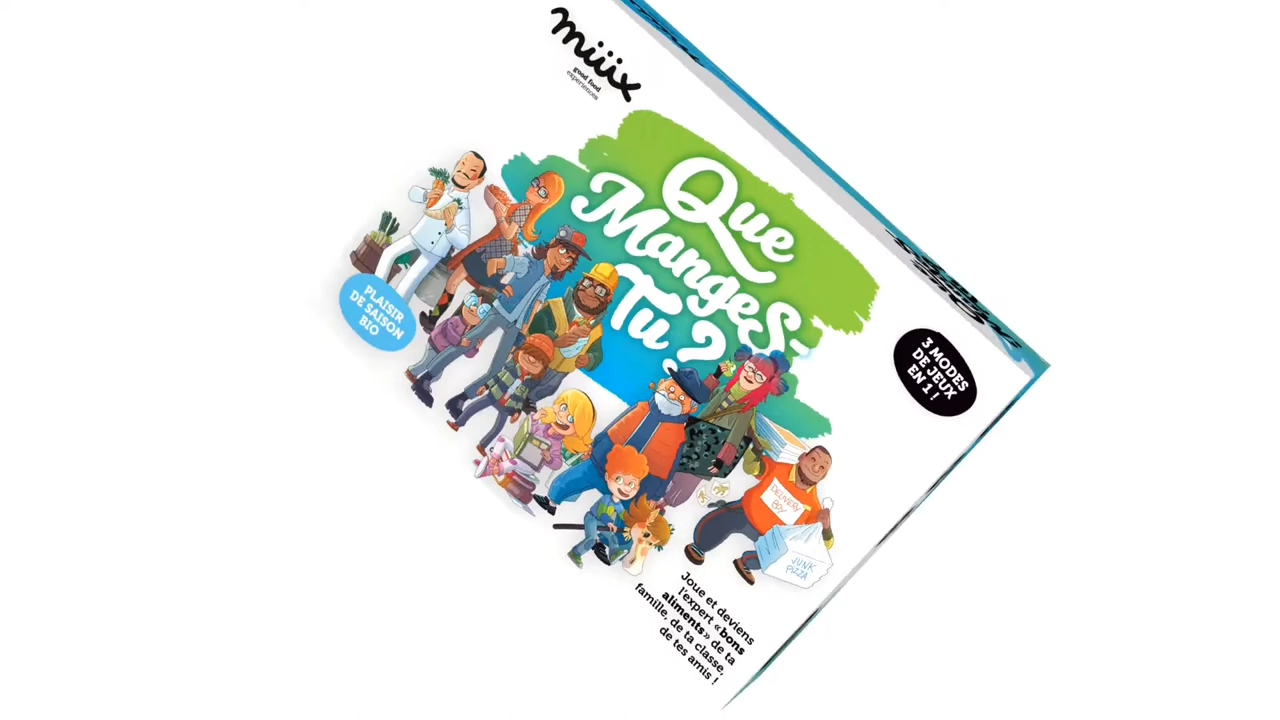 müüx
good food
experiences
Que
Manges-
Tu ?
PLAISIR
DE SAISON
BIO
3 MODES
DE JEUX
EN 1 !
DELIVERY
BOY
JUNK
PIZZA
Joue et deviens
l'expert «bons
aliments» de ta
famille, de ta classe,
de tes amis !